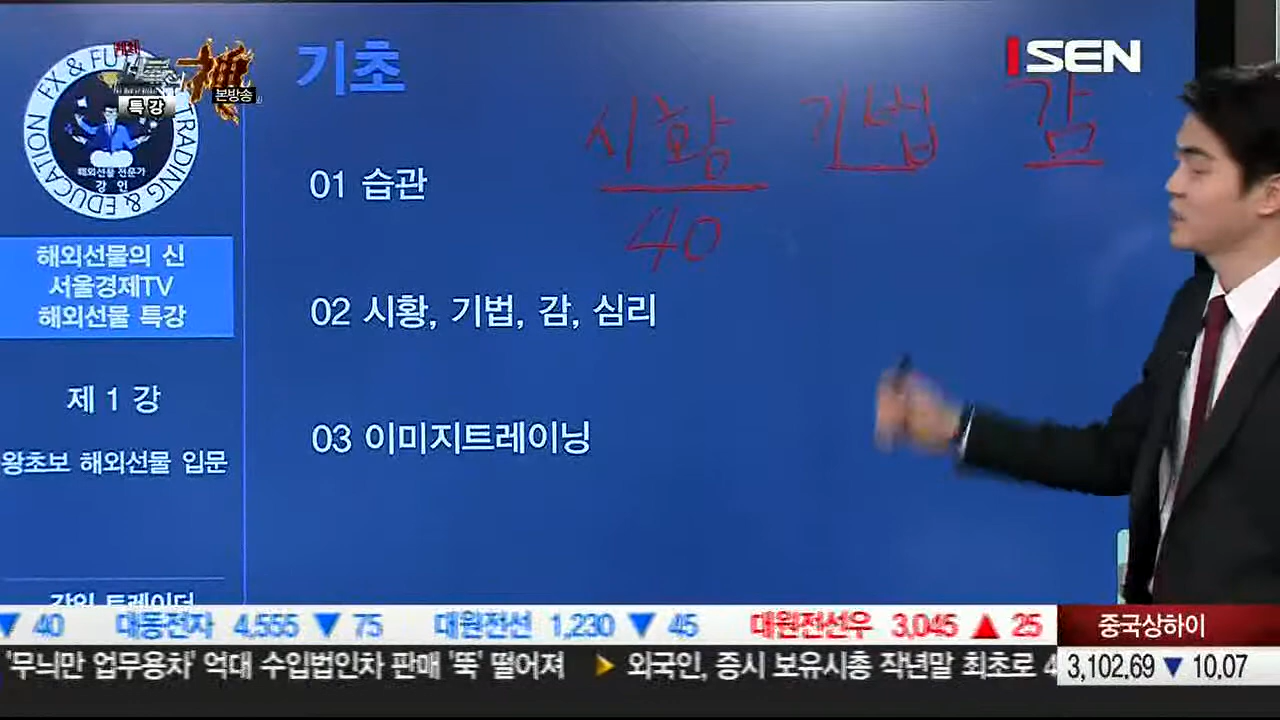 FX & FU
TRADING & EDUCATION
특강
본방송
해외선물 전문가
강 인
기초
SEN
시황 기법 감
40
01 습관
02 시황, 기법, 감, 심리
03 이미지트레이닝
해외선물의 신
서울경제TV
해외선물 특강
제 1 강
왕초보 해외선물 입문
강인 트레이더
▼ 40 대동전자 4,555 ▼ 75 대원전선 1,230 ▼ 45 대원전선우 3,045 ▲ 25
중국상하이
'무늬만 업무용차' 억대 수입법인차 판매 '뚝' 떨어져 ▶ 외국인, 증시 보유시총 작년말 최초로 4
3,102.69 ▼ 10,07